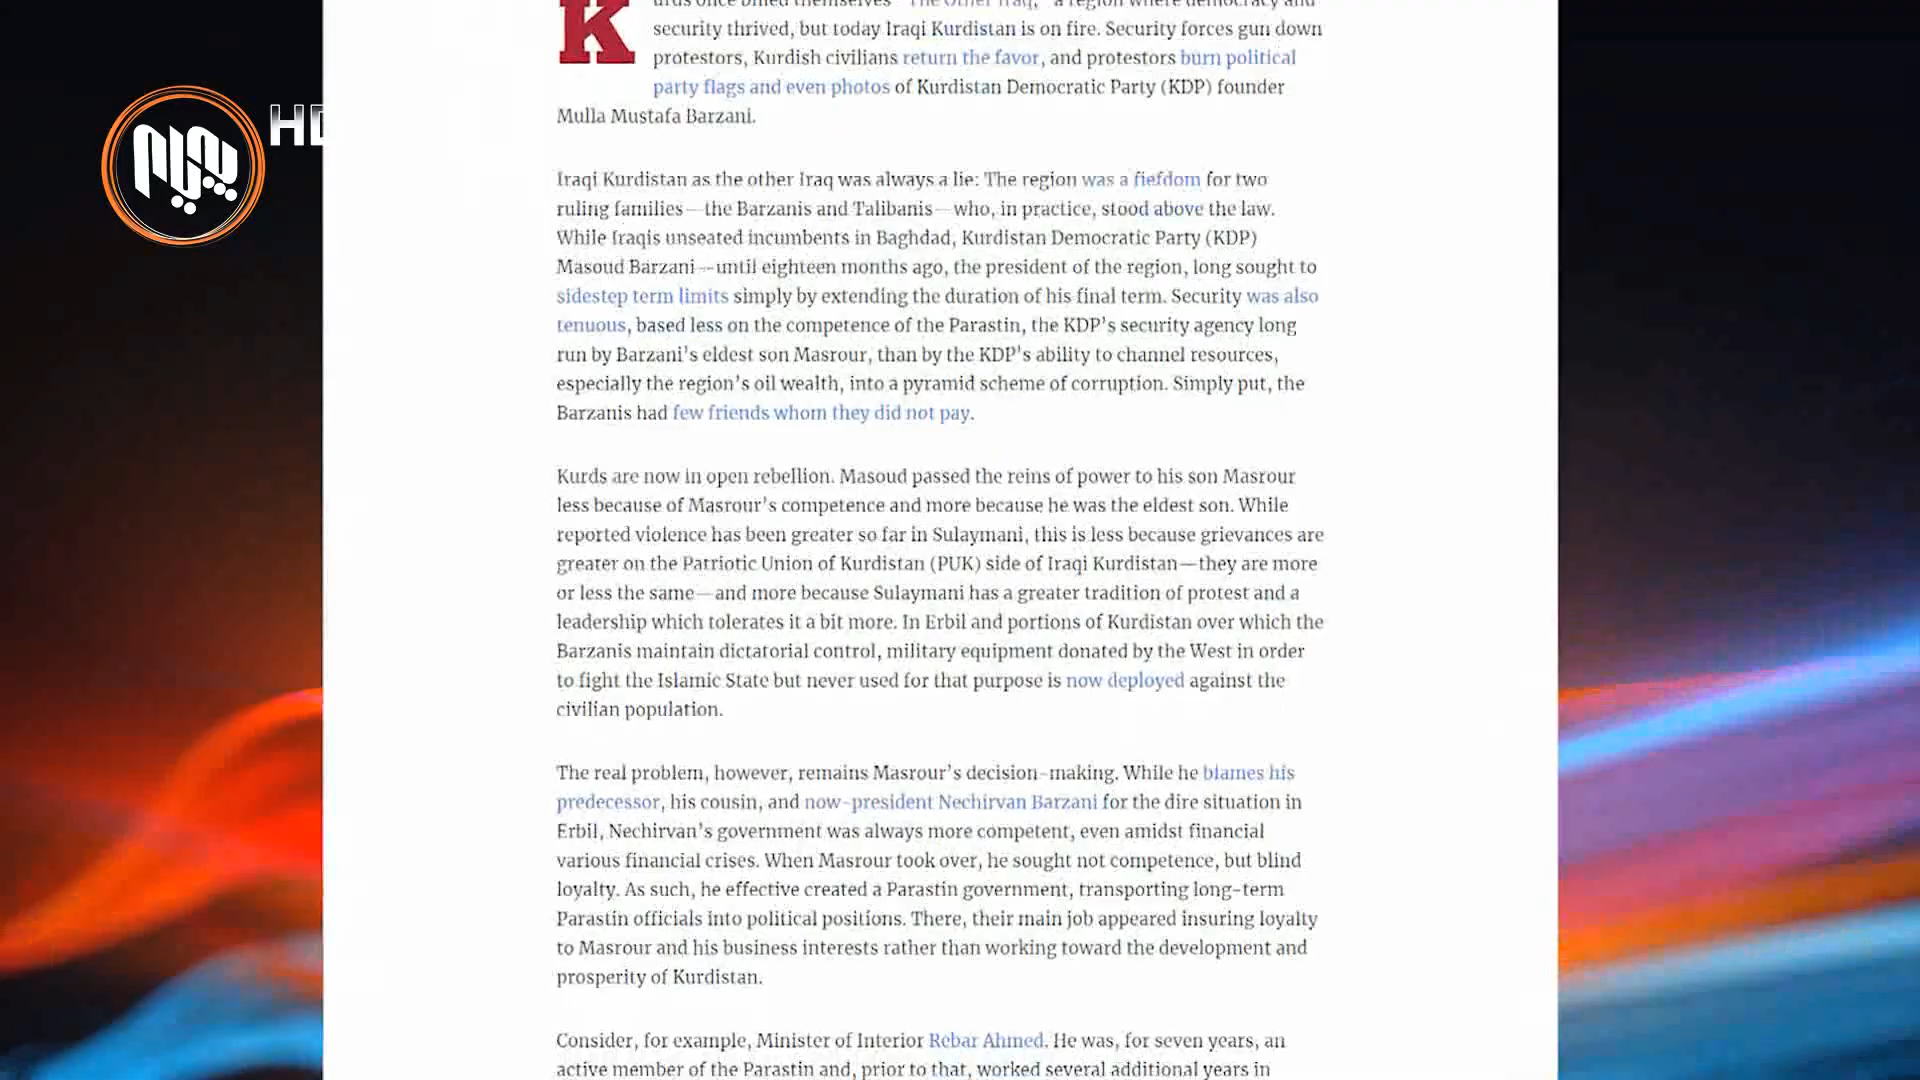 K
urds once billed themselves "The Other Iraq," a region where democracy and
security thrived, but today Iraqi Kurdistan is on fire. Security forces gun down
protestors, Kurdish civilians return the favor, and protestors burn political
party flags and even photos of Kurdistan Democratic Party (KDP) founder
Mulla Mustafa Barzani.
HD
پەیام
Iraqi Kurdistan as the other Iraq was always a lie: The region was a fiefdom for two
ruling families—the Barzanis and Talibanis—who, in practice, stood above the law.
While Iraqis unseated incumbents in Baghdad, Kurdistan Democratic Party (KDP)
Masoud Barzani—until eighteen months ago, the president of the region, long sought to
sidestep term limits simply by extending the duration of his final term. Security was also
tenuous, based less on the competence of the Parastin, the KDP's security agency long
run by Barzani's eldest son Masrour, than by the KDP's ability to channel resources,
especially the region's oil wealth, into a pyramid scheme of corruption. Simply put, the
Barzanis had few friends whom they did not pay.
Kurds are now in open rebellion. Masoud passed the reins of power to his son Masrour
less because of Masrour's competence and more because he was the eldest son. While
reported violence has been greater so far in Sulaymani, this is less because grievances are
greater on the Patriotic Union of Kurdistan (PUK) side of Iraqi Kurdistan—they are more
or less the same—and more because Sulaymani has a greater tradition of protest and a
leadership which tolerates it a bit more. In Erbil and portions of Kurdistan over which the
Barzanis maintain dictatorial control, military equipment donated by the West in order
to fight the Islamic State but never used for that purpose is now deployed against the
civilian population.
The real problem, however, remains Masrour's decision-making. While he blames his
predecessor, his cousin, and now-president Nechirvan Barzani for the dire situation in
Erbil, Nechirvan's government was always more competent, even amidst financial
various financial crises. When Masrour took over, he sought not competence, but blind
loyalty. As such, he effective created a Parastin government, transporting long-term
Parastin officials into political positions. There, their main job appeared insuring loyalty
to Masrour and his business interests rather than working toward the development and
prosperity of Kurdistan.
Consider, for example, Minister of Interior Rebar Ahmed. He was, for seven years, an
active member of the Parastin and, prior to that, worked several additional years in